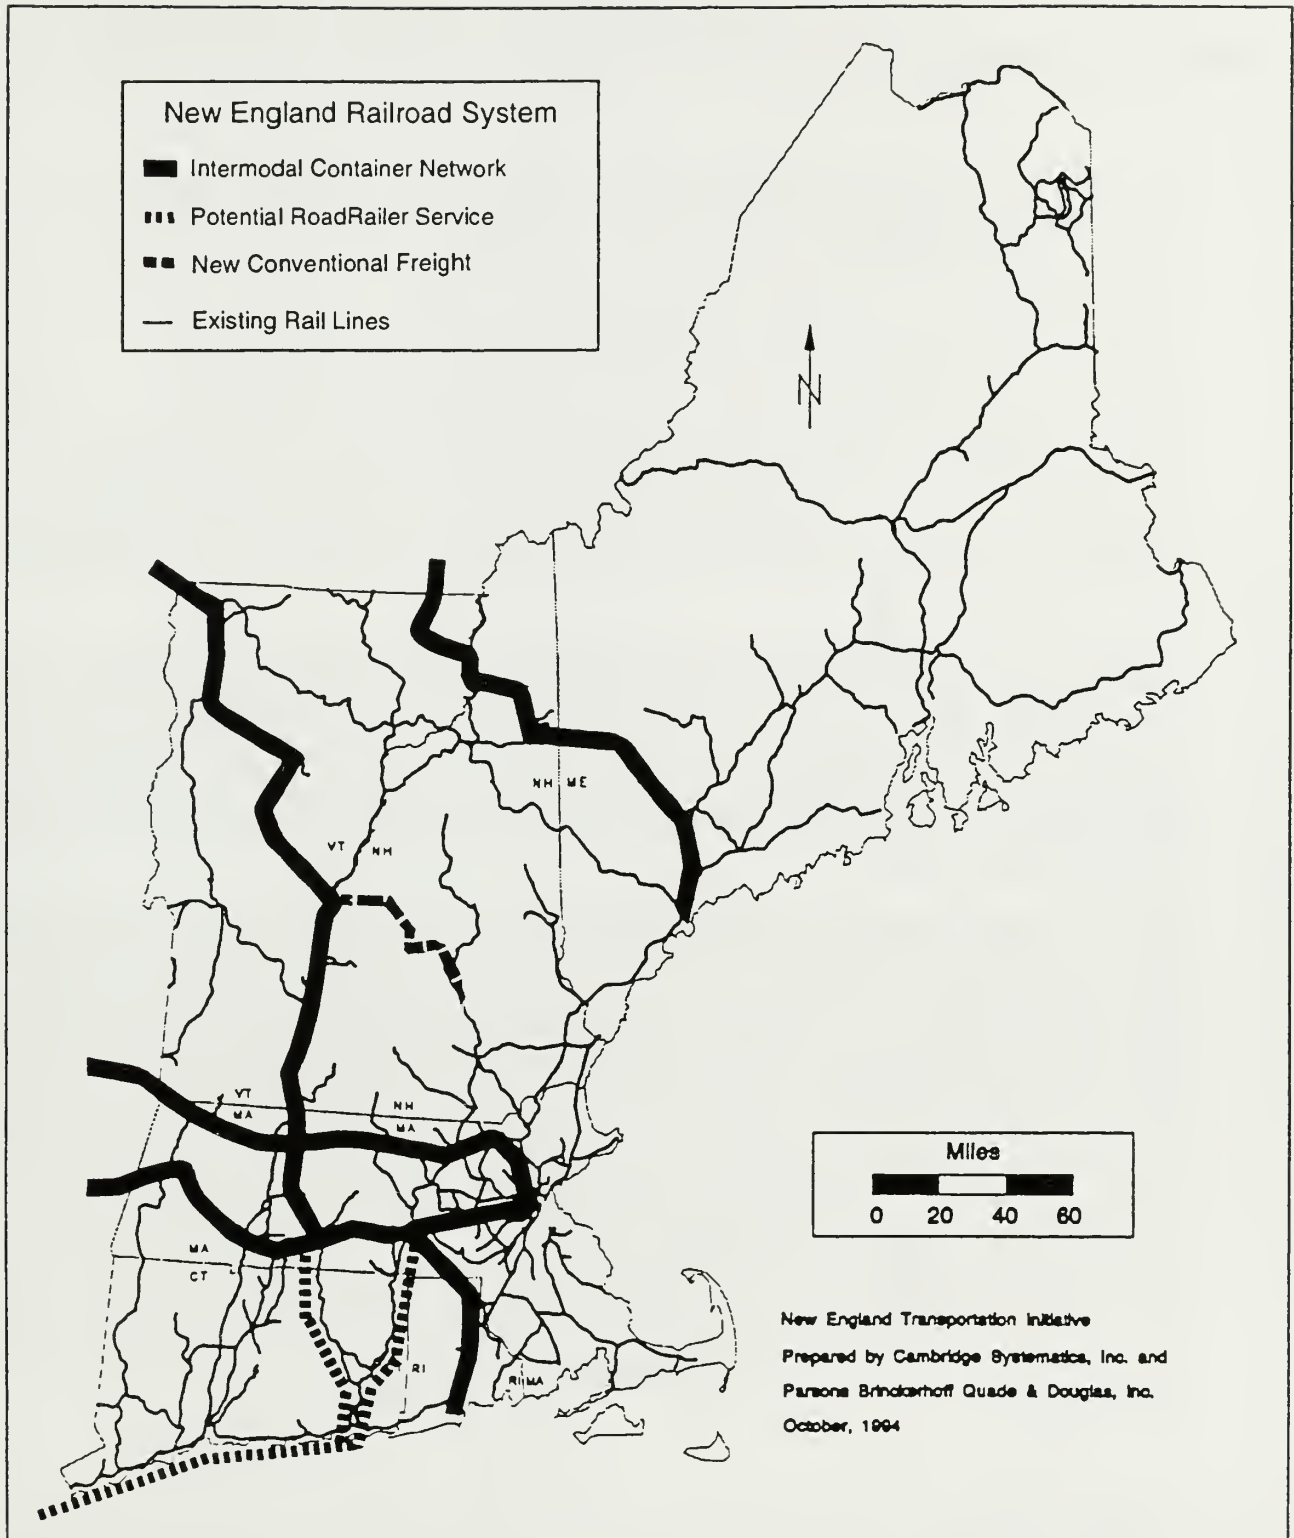 New England Railroad System
Intermodal Container Network
Potential RoadRailer Service
New Conventional Freight
Existing Rail Lines
N
NH ME
VT NH
VT
MA
NH
MA
Miles
0 20 40 60
MA
CT
RI
RI MA
New England Transportation Initiative
Prepared by Cambridge Systematics, Inc. and
Parsons Brinckerhoff Quade & Douglas, Inc.
October, 1994